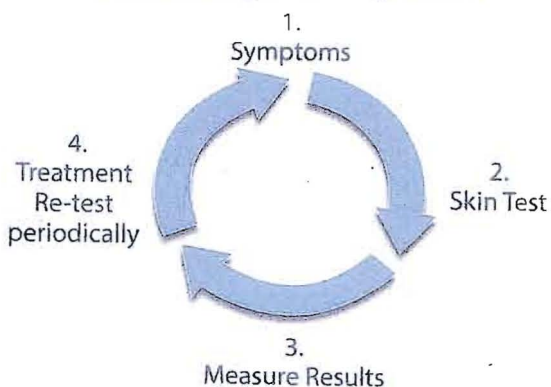 1.
Symptoms
2.
Skin Test
3.
Measure Results
4.
Treatment
Re-test
periodically